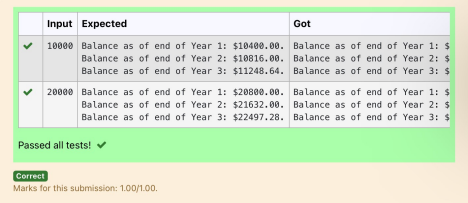 Input Expected Got
10000 Balance as of end of Year 1: $10400.00. Balance as of end of Year 1: $
Balance as of end of Year 2: $10816.00. Balance as of end of Year 2: $
Balance as of end of Year 3: $11248.64. Balance as of end of Year 3: $
20000 Balance as of end of Year 1: $20800.00. Balance as of end of Year 1: $
Balance as of end of Year 2: $21632.00. Balance as of end of Year 2: $
Balance as of end of Year 3: $22497.28. Balance as of end of Year 3: $
Passed all tests!
Correct
Marks for this submission: 1.00/1.00.